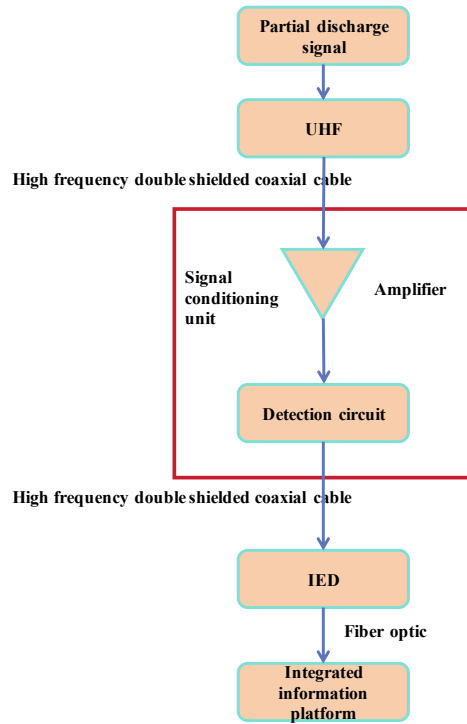 Partial discharge
signal
UHF
High frequency double shielded coaxial cable
Signal
conditioning
unit
Amplifier
Detection circuit
High frequency double shielded coaxial cable
IED
Fiber optic
Integrated
information
platform